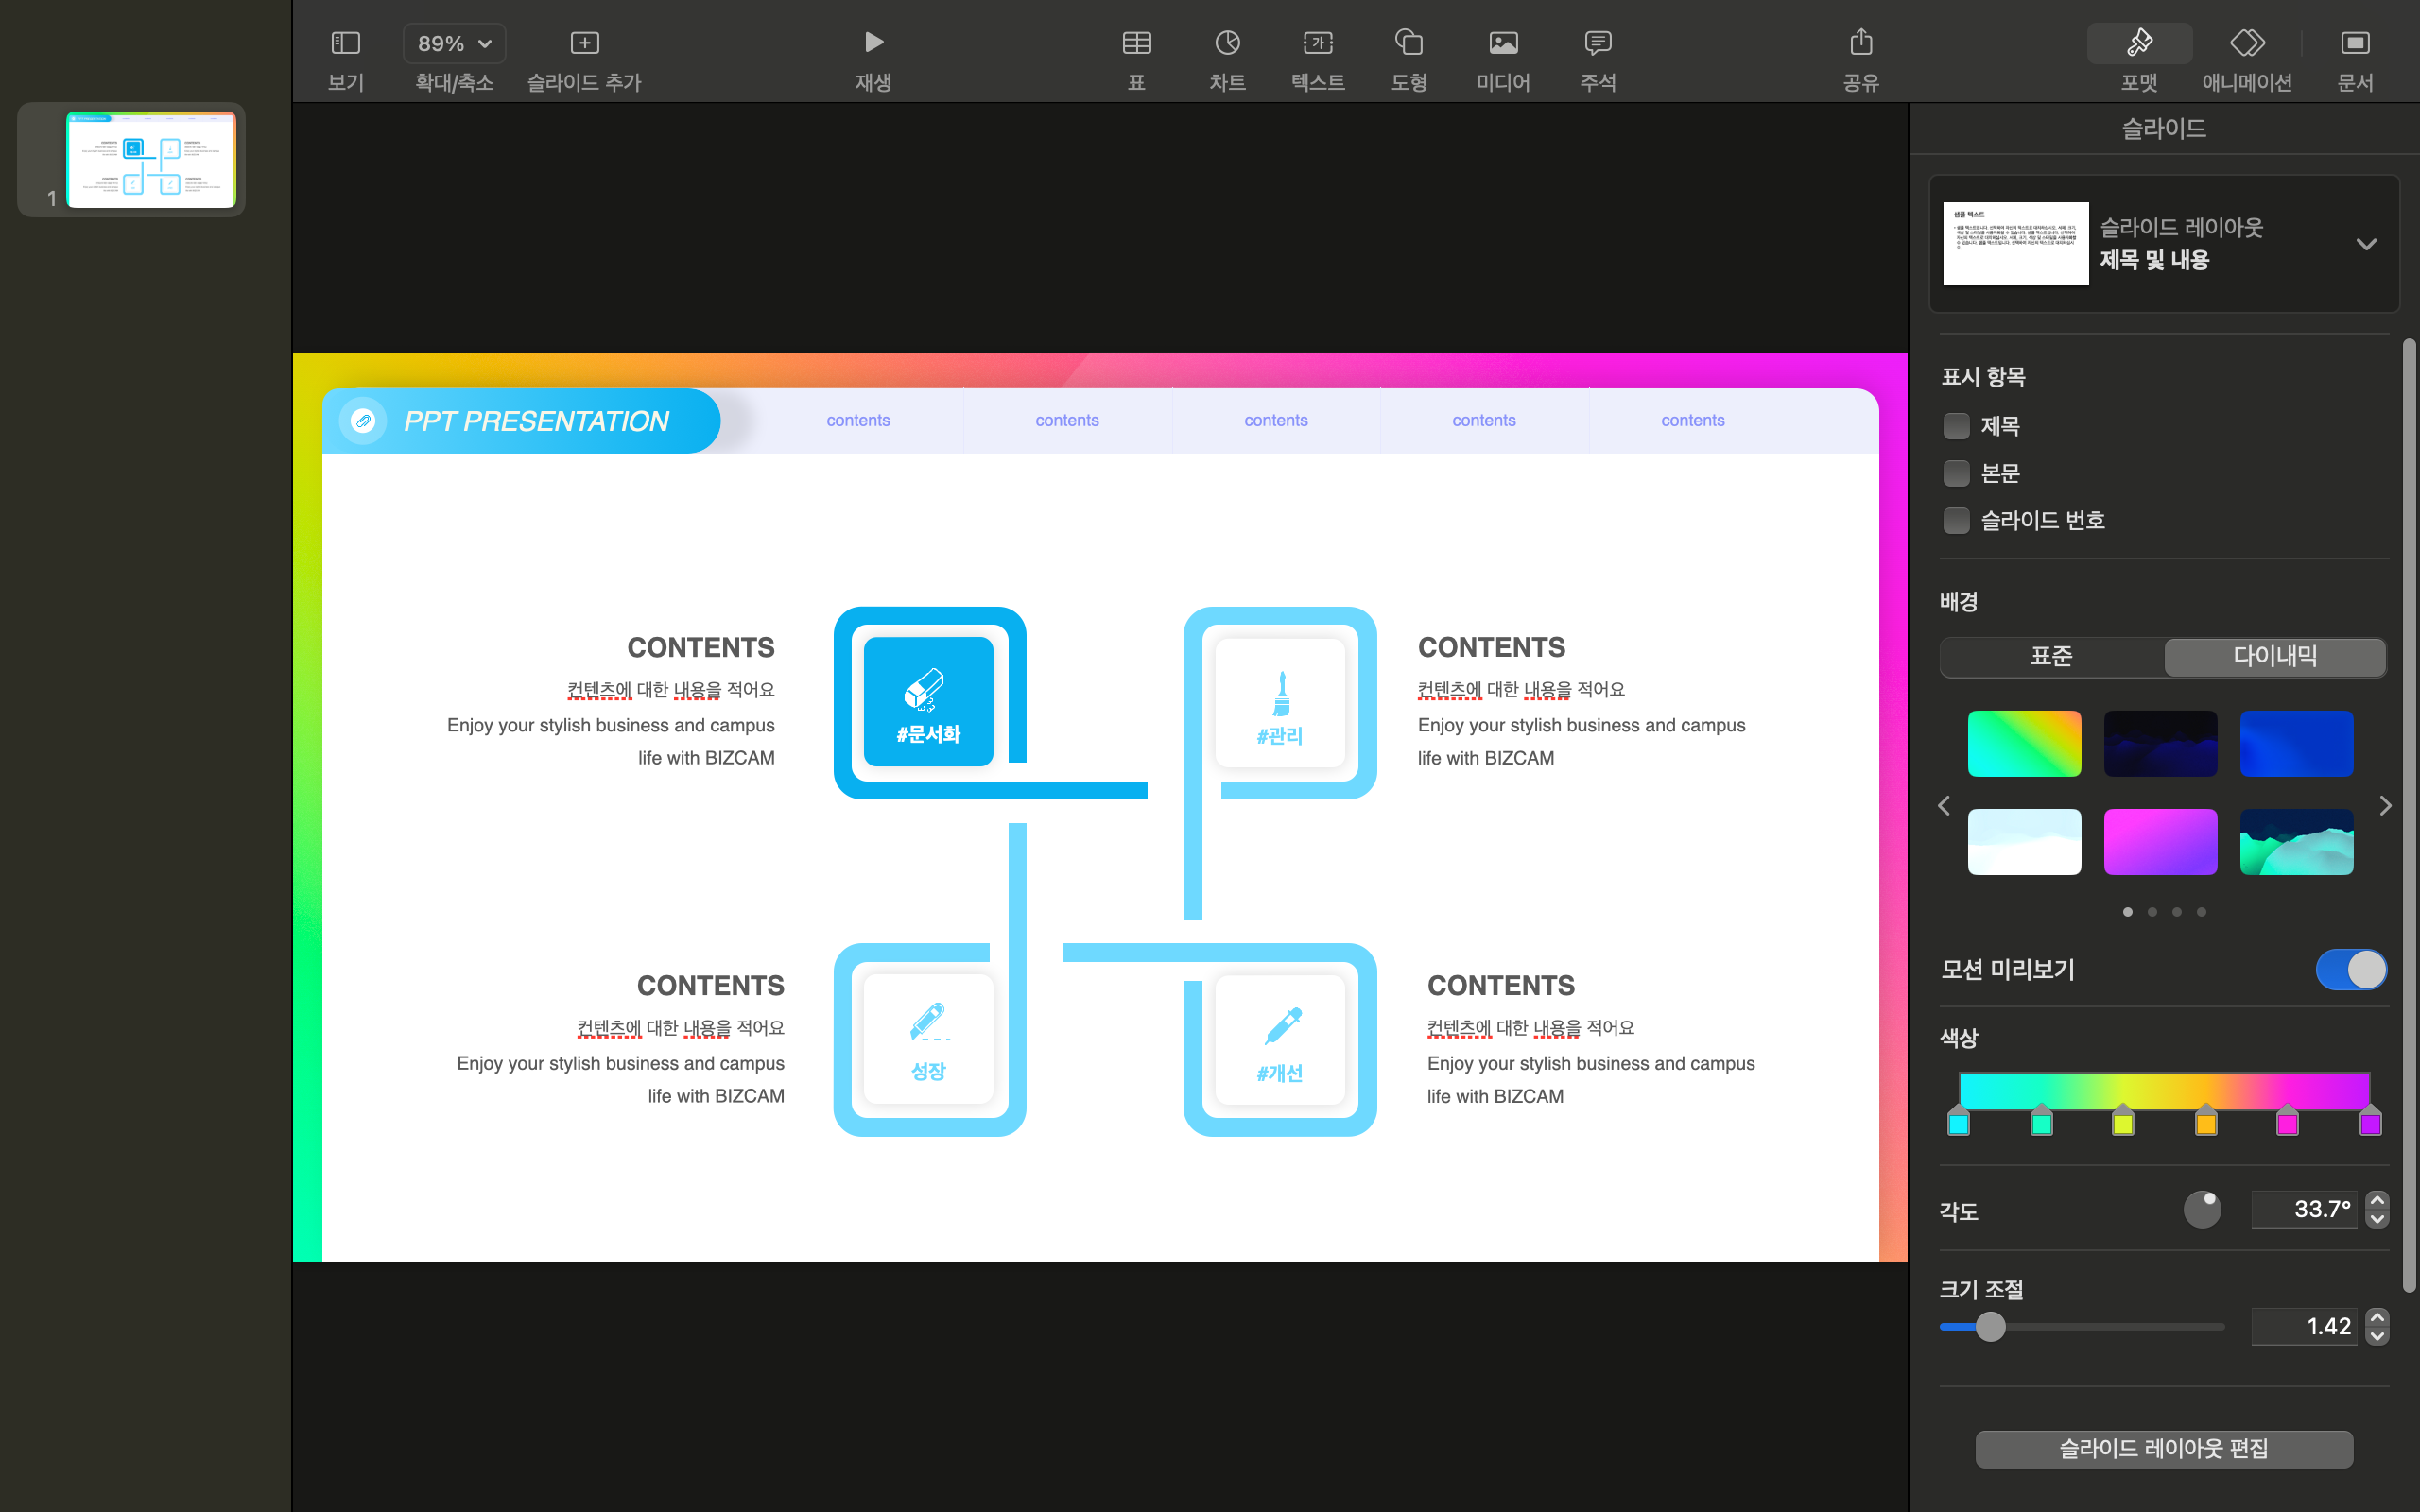 89%
보기
확대/축소
슬라이드 추가
재생
표
차트
텍스트
도형
미디어
주석
공유
포맷
애니메이션
문서
1
PPT PRESENTATION
contents
contents
contents
contents
contents
CONTENTS
컨텐츠에 대한 내용을 적어요
Enjoy your stylish business and campus
life with BIZCAM
#문서화
#관리
CONTENTS
컨텐츠에 대한 내용을 적어요
Enjoy your stylish business and campus
life with BIZCAM
CONTENTS
컨텐츠에 대한 내용을 적어요
Enjoy your stylish business and campus
life with BIZCAM
성장
#개선
CONTENTS
컨텐츠에 대한 내용을 적어요
Enjoy your stylish business and campus
life with BIZCAM
슬라이드
샘플 텍스트
슬라이드 레이아웃
제목 및 내용
표시 항목
제목
본문
슬라이드 번호
배경
표준
다이내믹
모션 미리보기
색상
각도
33.7°
크기 조절
1.42
슬라이드 레이아웃 편집